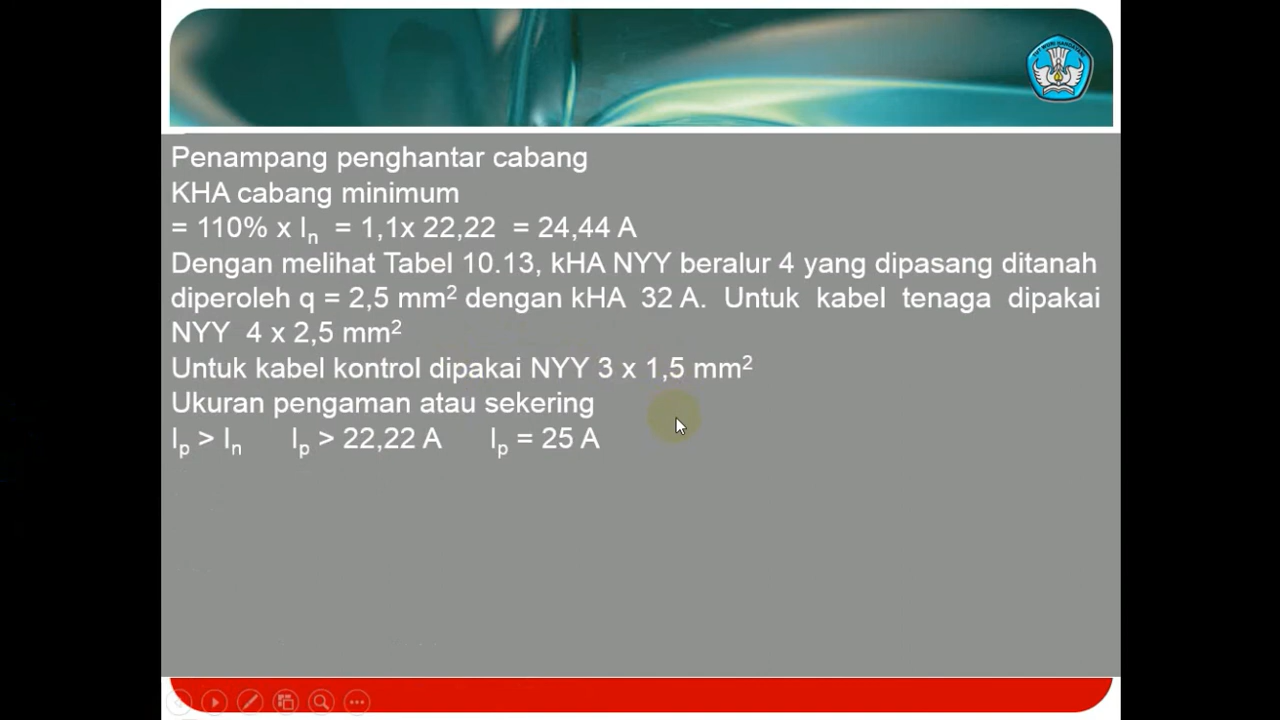 Penampang penghantar cabang
KHA cabang minimum
= 110% x Iₙ = 1,1x 22,22 = 24,44 A
Dengan melihat Tabel 10.13, kHA NYY beralur 4 yang dipasang ditanah
diperoleh q = 2,5 mm² dengan kHA 32 A. Untuk kabel tenaga dipakai
NYY 4 x 2,5 mm²
Untuk kabel kontrol dipakai NYY 3 x 1,5 mm²
Ukuran pengaman atau sekering
Iₚ > Iₙ Iₚ > 22,22 A Iₚ = 25 A